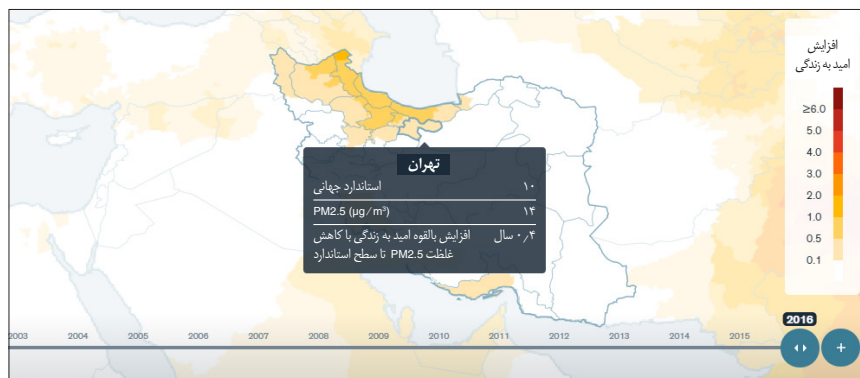 افزایش
امید به زندگی
≥6.0
5.0
4.0
3.0
2.0
1.0
0.5
0.1
تهران
استاندارد جهانی ۱۰
PM2.5 (µg/m³) ۱۴
۰٫۴ سال افزایش بالقوه امید به زندگی با کاهش
غلظت PM2.5 تا سطح استاندارد
2016
2003 2004 2005 2006 2007 2008 2009 2010 2011 2012 2013 2014 2015